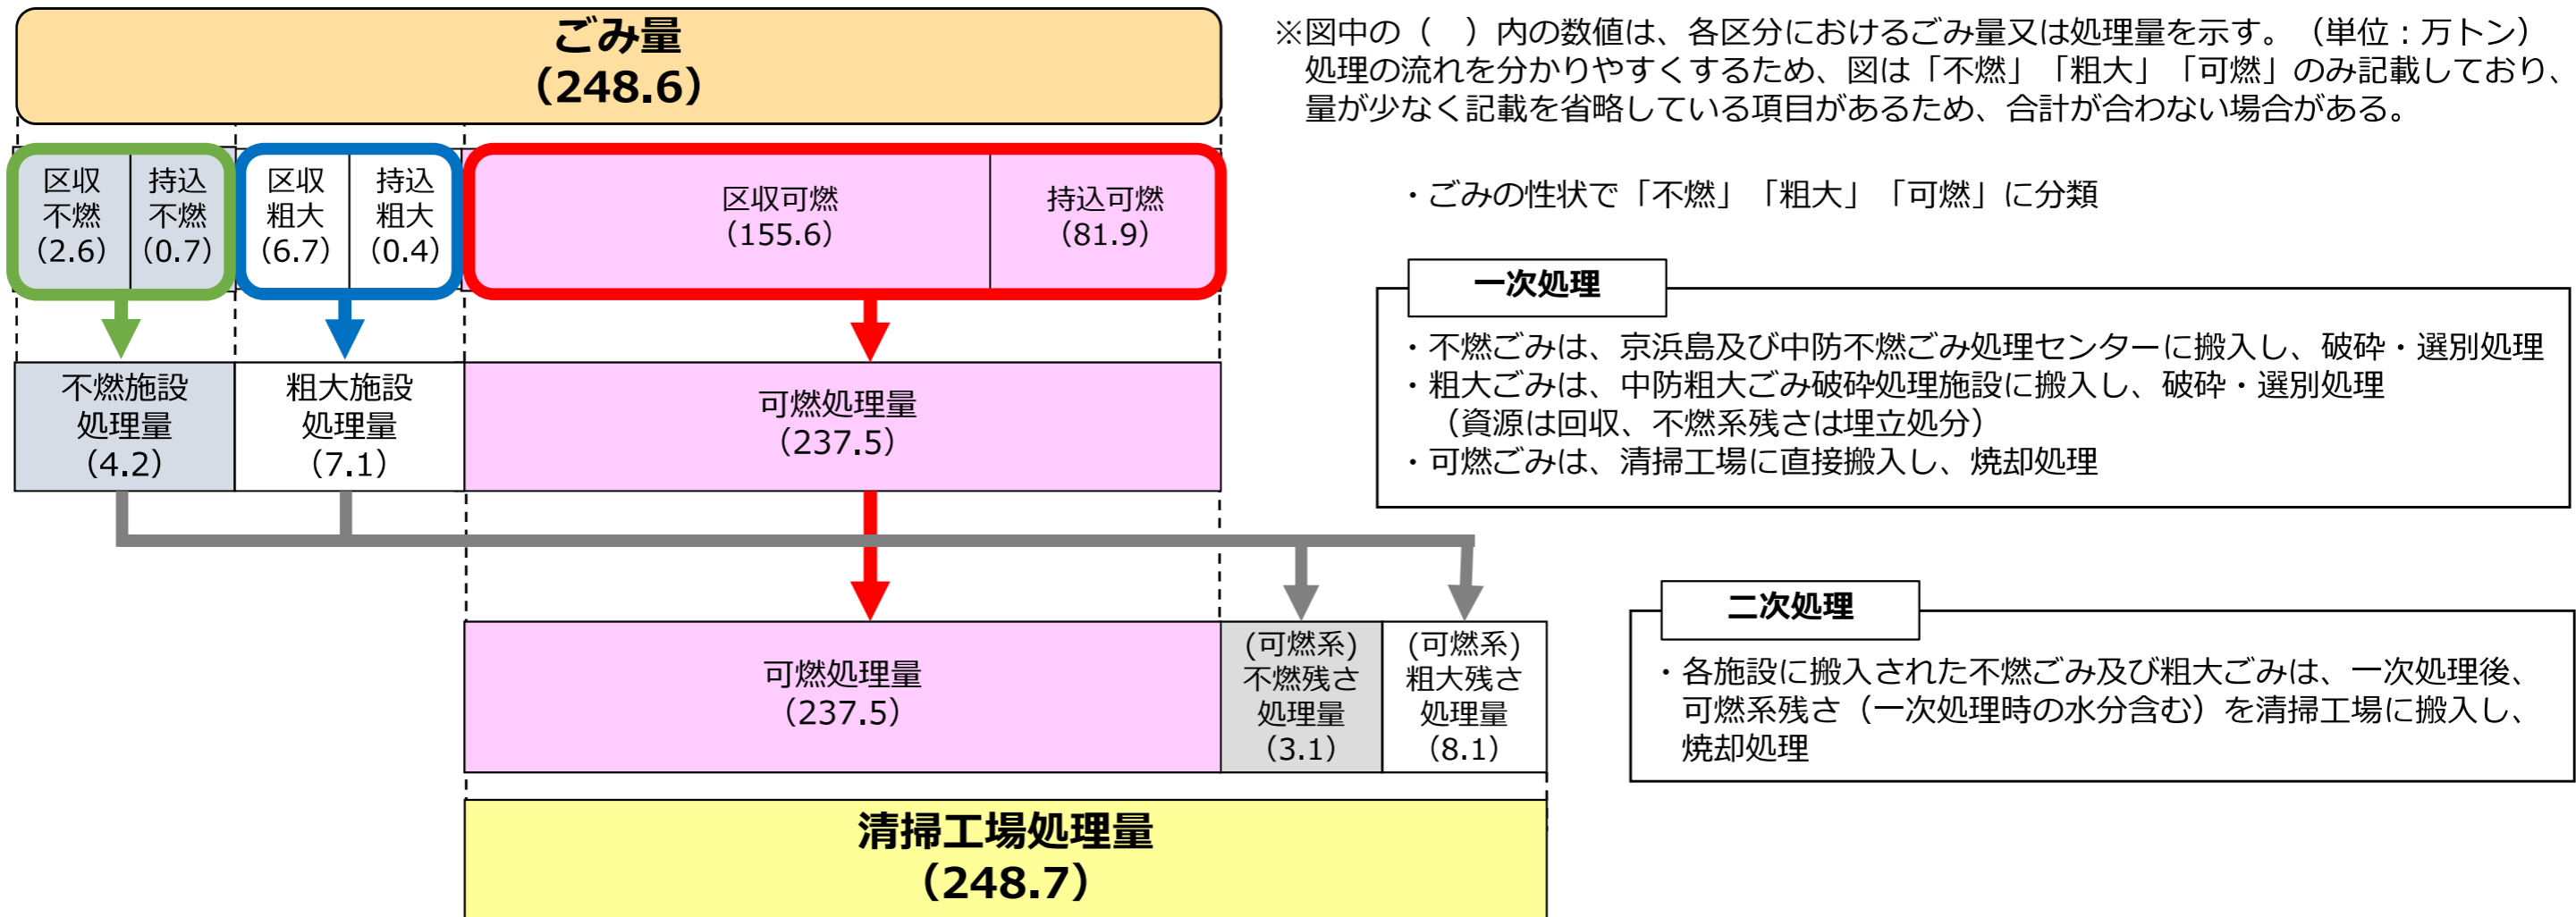 ごみ量
（248.6）
※図中の（　）内の数値は、各区分におけるごみ量又は処理量を示す。（単位：万トン）
処理の流れを分かりやすくするため、図は「不燃」「粗大」「可燃」のみ記載しており、
量が少なく記載を省略している項目があるため、合計が合わない場合がある。
区収
不燃
（2.6）
持込
不燃
（0.7）
区収
粗大
（6.7）
持込
粗大
（0.4）
区収可燃
（155.6）
持込可燃
（81.9）
・ごみの性状で「不燃」「粗大」「可燃」に分類
不燃施設
処理量
（4.2）
粗大施設
処理量
（7.1）
可燃処理量
（237.5）
一次処理
・不燃ごみは、京浜島及び中防不燃ごみ処理センターに搬入し、破砕・選別処理
・粗大ごみは、中防粗大ごみ破砕処理施設に搬入し、破砕・選別処理
（資源は回収、不燃系残さは埋立処分）
・可燃ごみは、清掃工場に直接搬入し、焼却処理
可燃処理量
（237.5）
(可燃系)
不燃残さ
処理量
（3.1）
(可燃系)
粗大残さ
処理量
（8.1）
二次処理
・各施設に搬入された不燃ごみ及び粗大ごみは、一次処理後、
可燃系残さ（一次処理時の水分含む）を清掃工場に搬入し、
焼却処理
清掃工場処理量
（248.7）